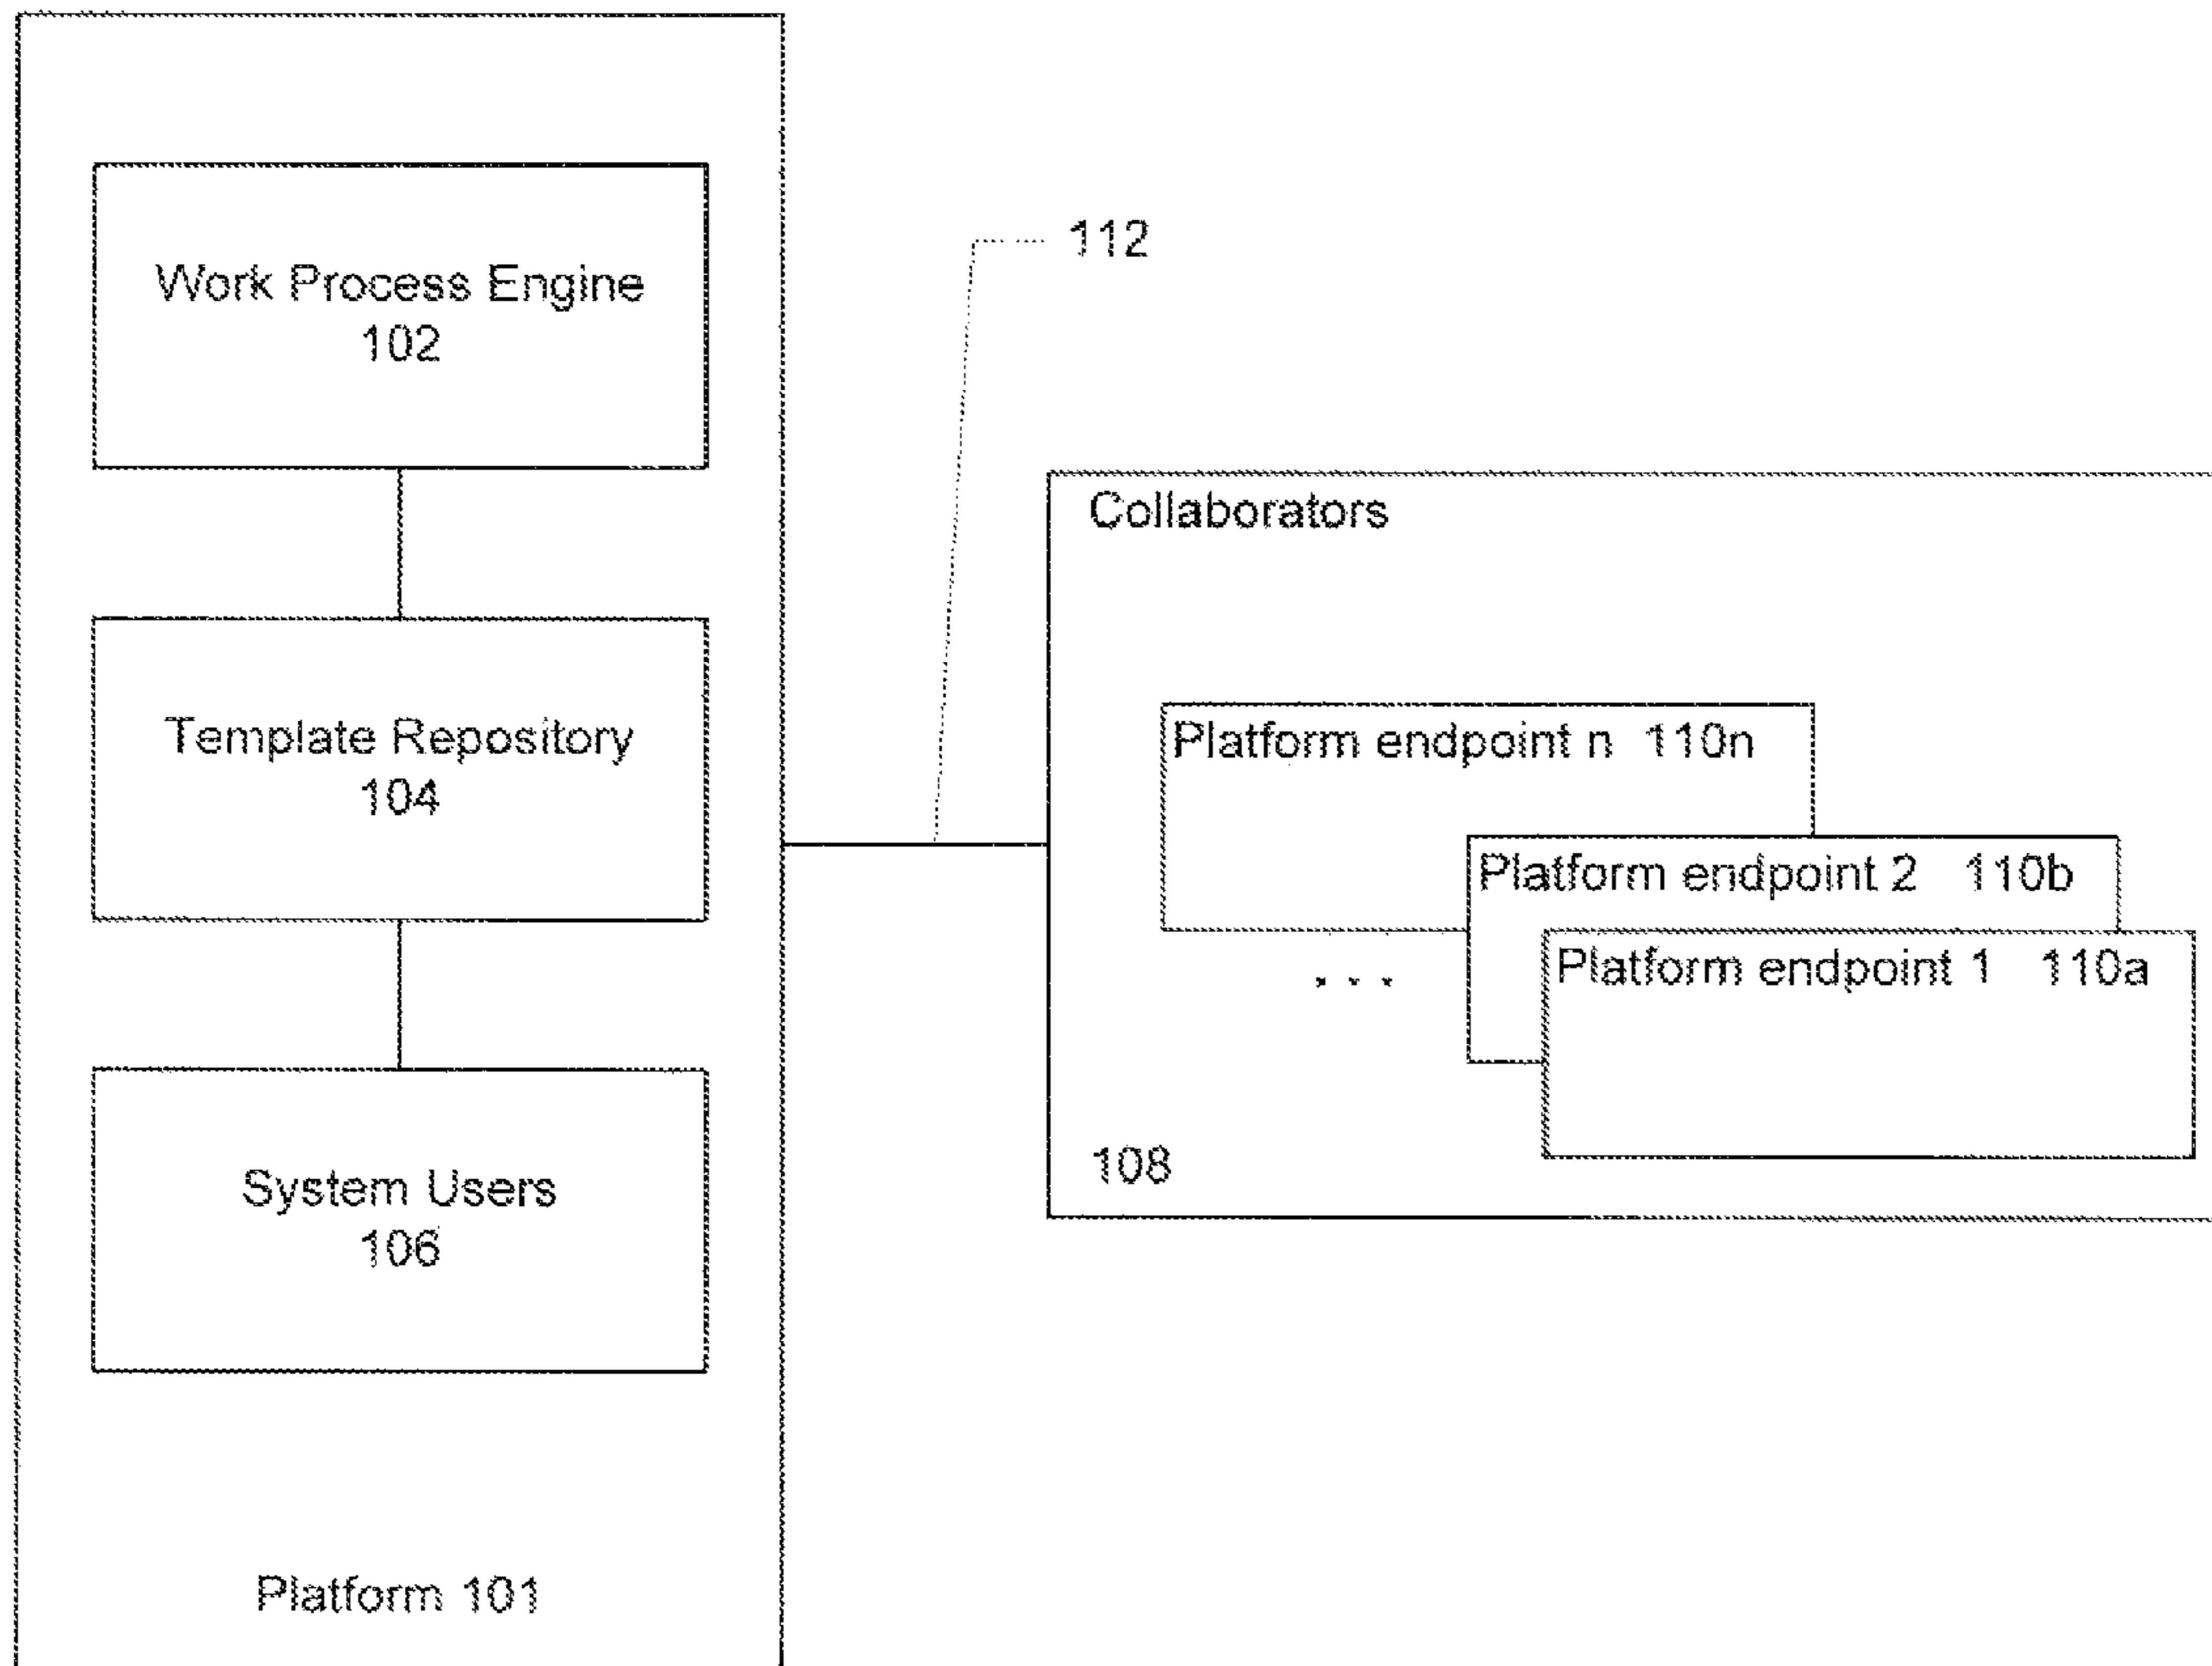 Work Process Engine
102
112
Collaborators
Template Repository
104
Platform endpoint n 110n
Platform endpoint 2 110b
Platform endpoint 1 110a
. . .
System Users
106
108
Platform 101